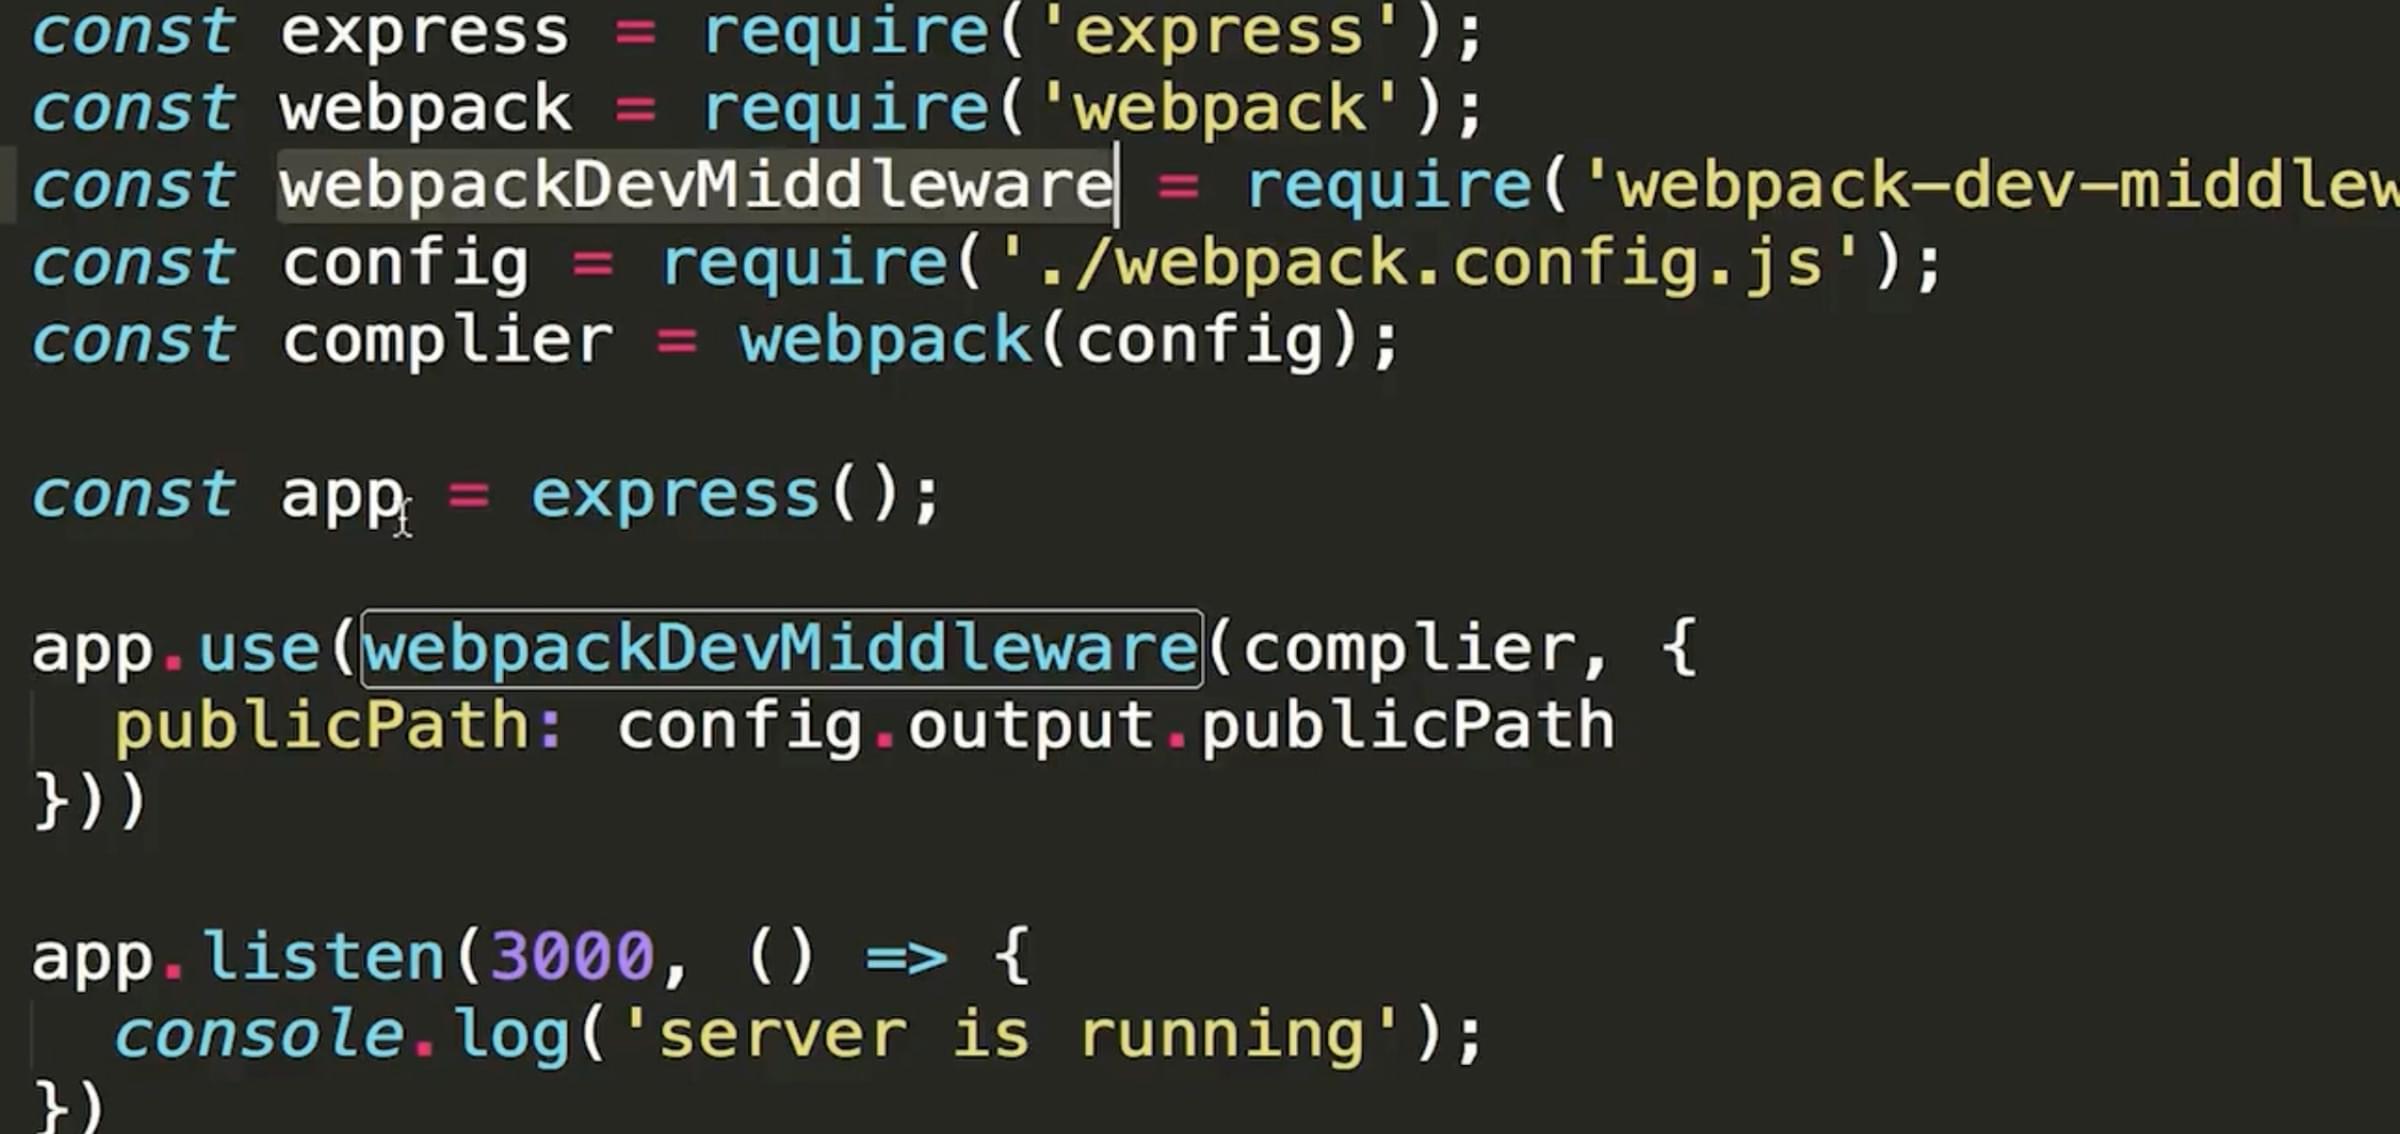 const express = require('express');
const webpack = require('webpack');
const webpackDevMiddleware = require('webpack-dev-middlew
const config = require('./webpack.config.js');
const complier = webpack(config);
const app = express();
app.use(webpackDevMiddleware(complier, {
publicPath: config.output.publicPath
}))
app.listen(3000, () => {
console.log('server is running');
})